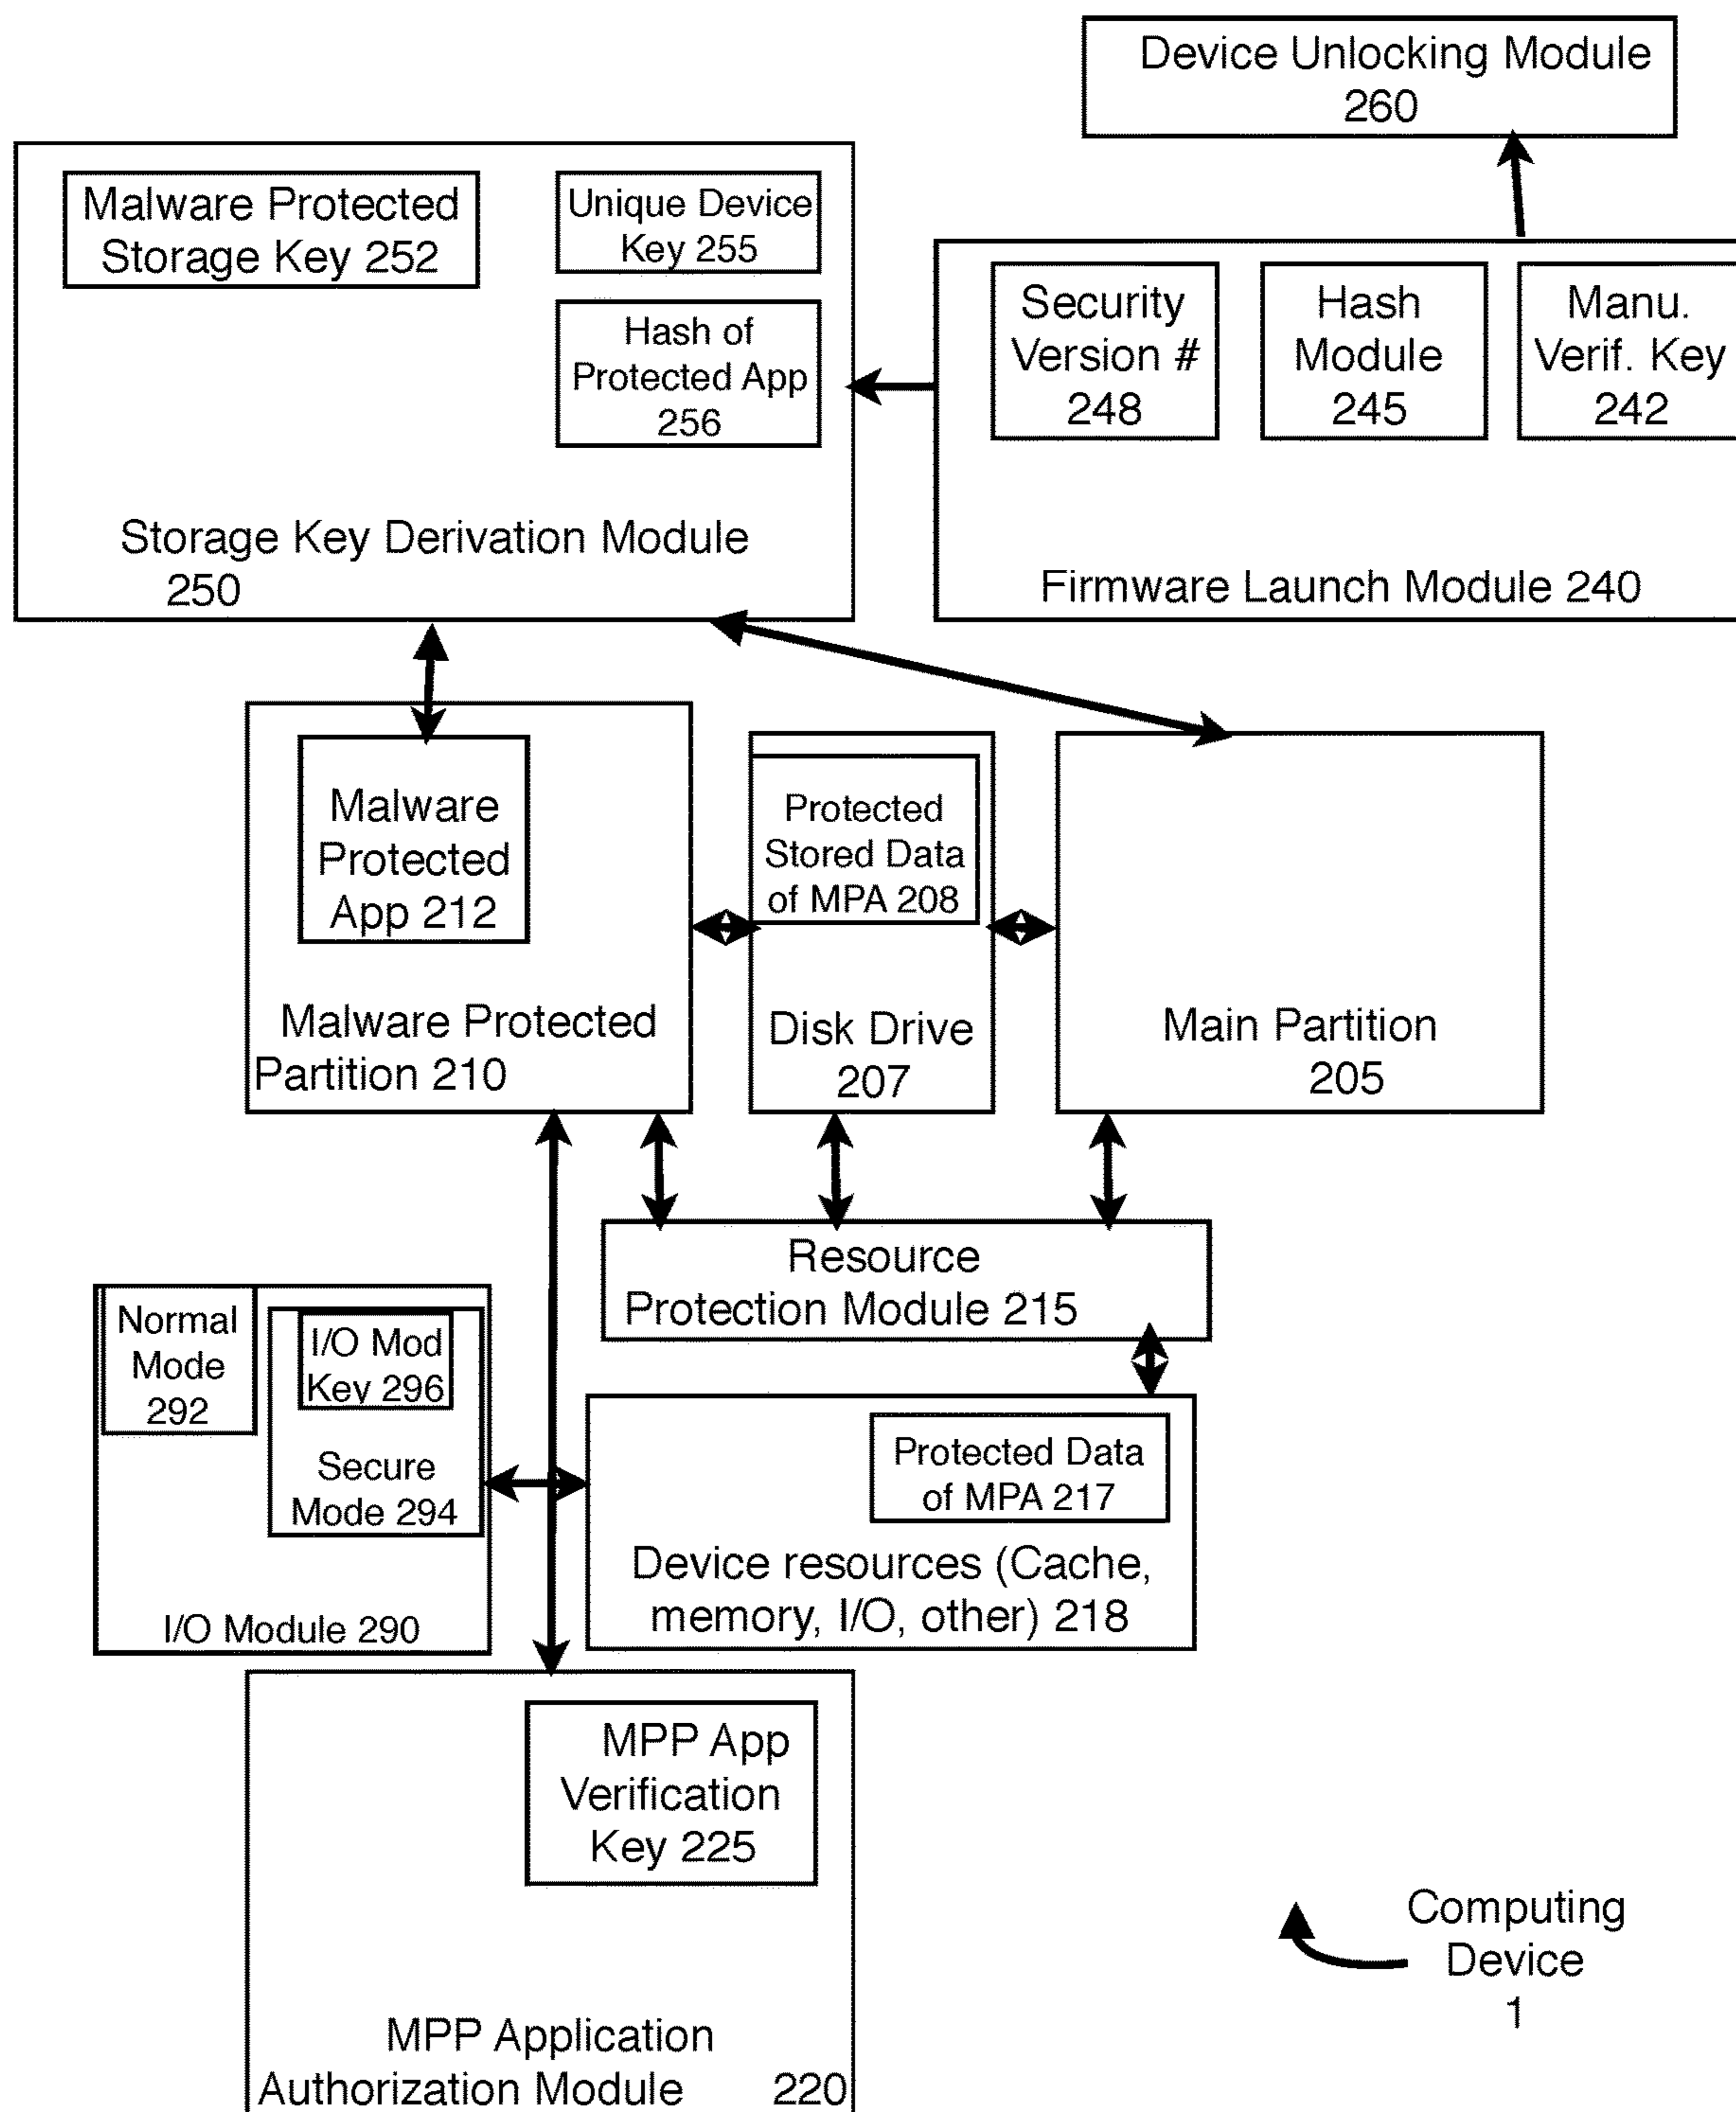 Device Unlocking Module
260
Malware Protected
Storage Key 252
Unique Device
Key 255
Hash of
Protected App
256
Storage Key Derivation Module
250
Security
Version #
248
Hash
Module
245
Manu.
Verif. Key
242
Firmware Launch Module 240
Malware
Protected
App 212
Malware Protected
Partition 210
Protected
Stored Data
of MPA 208
Disk Drive
207
Main Partition
205
Resource
Protection Module 215
Normal
Mode
292
I/O Mod
Key 296
Secure
Mode 294
I/O Module 290
Protected Data
of MPA 217
Device resources (Cache,
memory, I/O, other) 218
MPP App
Verification
Key 225
MPP Application
Authorization Module 220
Computing
Device
1